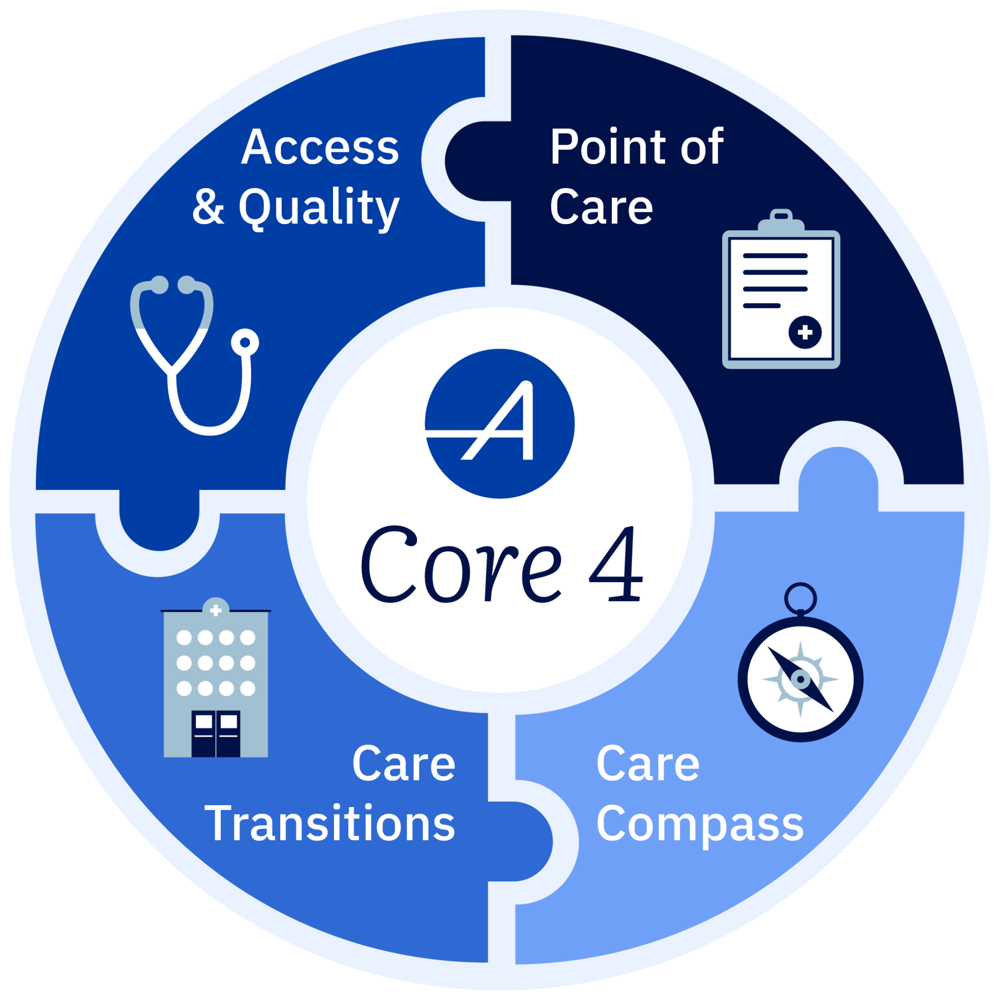 Access
& Quality
Point of
Care
A
Core 4
Care
Transitions
Care
Compass